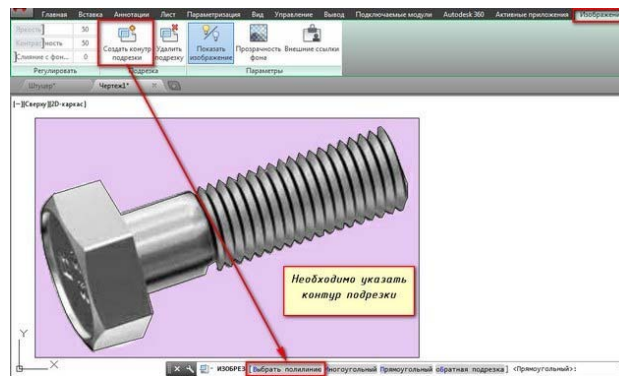 Главная Вставка Аннотации Лист Параметризация Вид Управление Вывод Подключаемые модули Autodesk 360 Активные приложения Изображени
Яркость 50
Контрастность 50
Слияние с фон... 0
Создать контур подрезки
Удалить подрезку
Показать изображение
Прозрачность фона
Внешние ссылки
Регулировать Подрезка Параметры
Штуцер* Чертеж1*
[−][Сверху][2D-каркас]
Необходимо указать
контур подрезки
Y
X
ИЗОБРЕЗ [Выбрать полилинию Многоугольный Прямоугольный обратная подрезка] <Прямоугольный>: